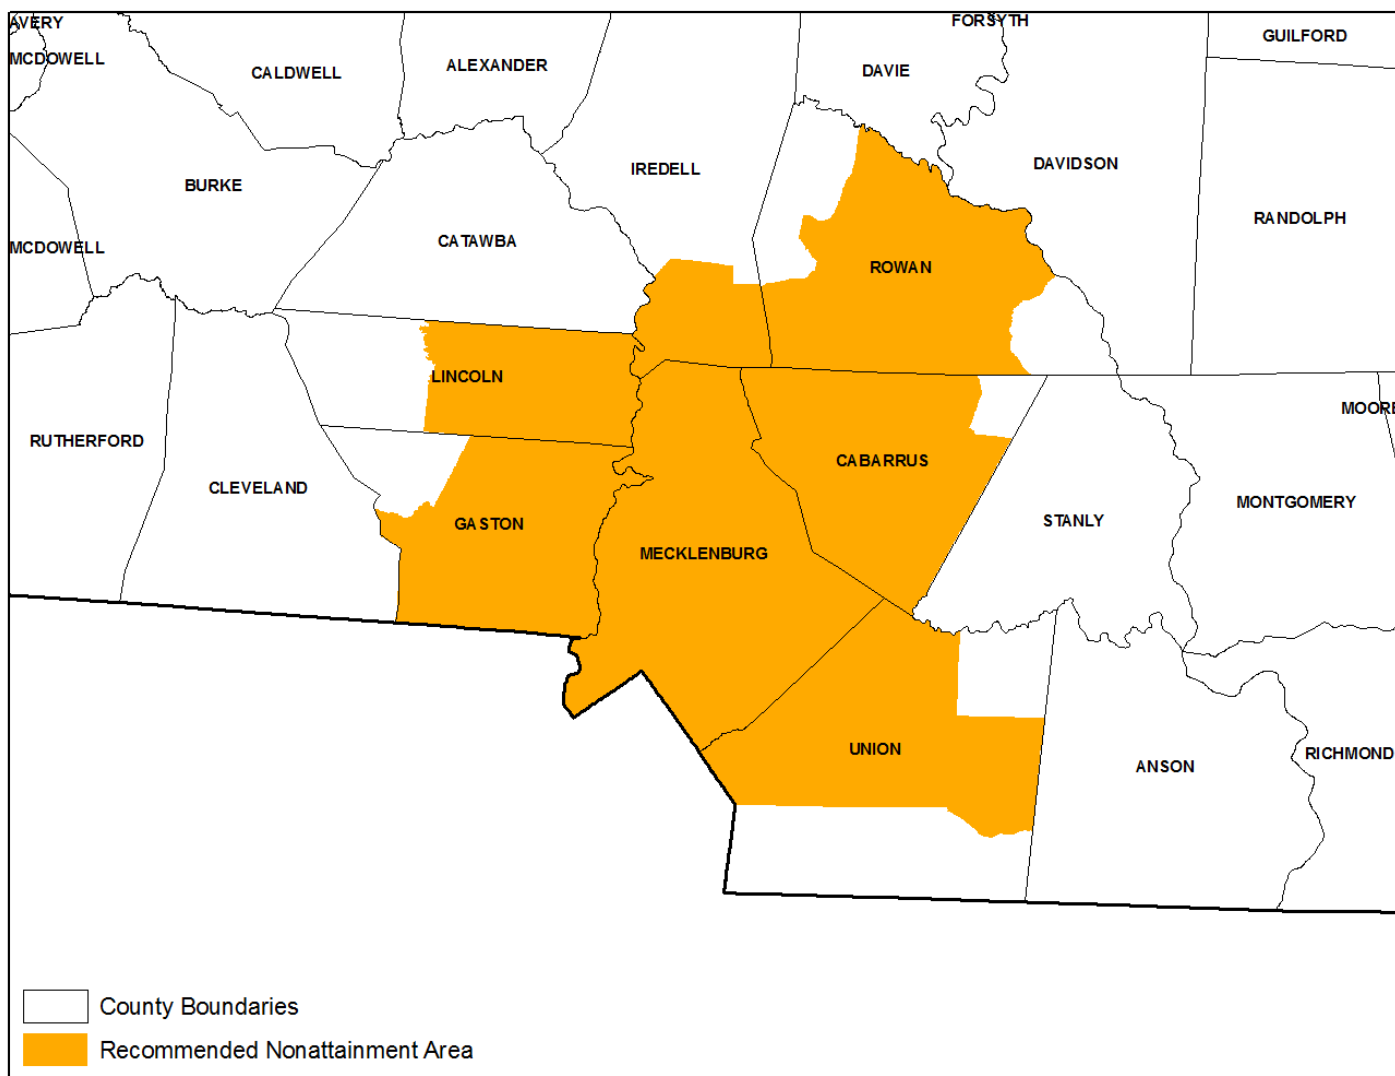 AVERY
FORSYTH
GUILFORD
MCDOWELL
CALDWELL
ALEXANDER
DAVIE
IREDELL
DAVIDSON
BURKE
RANDOLPH
MCDOWELL
CATAWBA
ROWAN
LINCOLN
MOORE
RUTHERFORD
CABARRUS
CLEVELAND
MONTGOMERY
GASTON
STANLY
MECKLENBURG
UNION
RICHMOND
ANSON
County Boundaries
Recommended Nonattainment Area